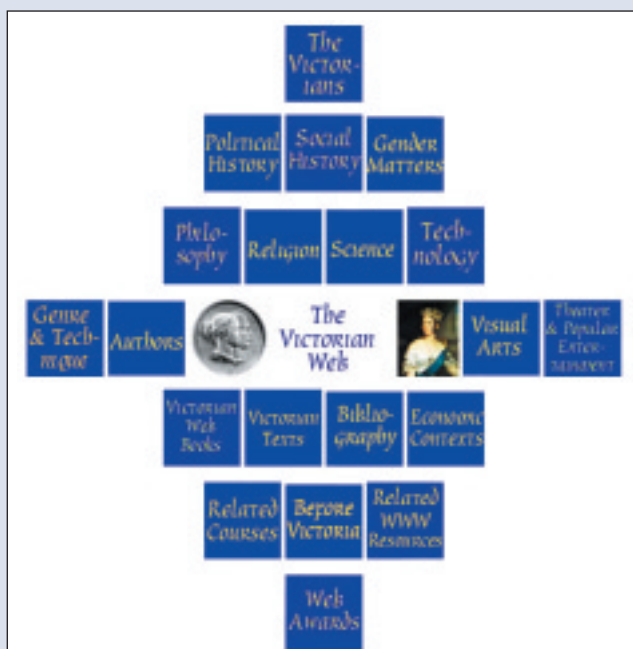 The
Victor-
ians
Political
History
Social
History
Gender
Matters
Philo-
sophy
Religion
Science
Tech-
nology
Genre
& Tech-
nique
Authors
The
Victorian
Web
Visual
Arts
Theater
& Popular
Enter-
tainment
Victorian
Web
Books
Victorian
Texts
Biblio-
graphy
Economic
Contexts
Related
Courses
Before
Victoria
Related
WWW
Resources
Web
Awards